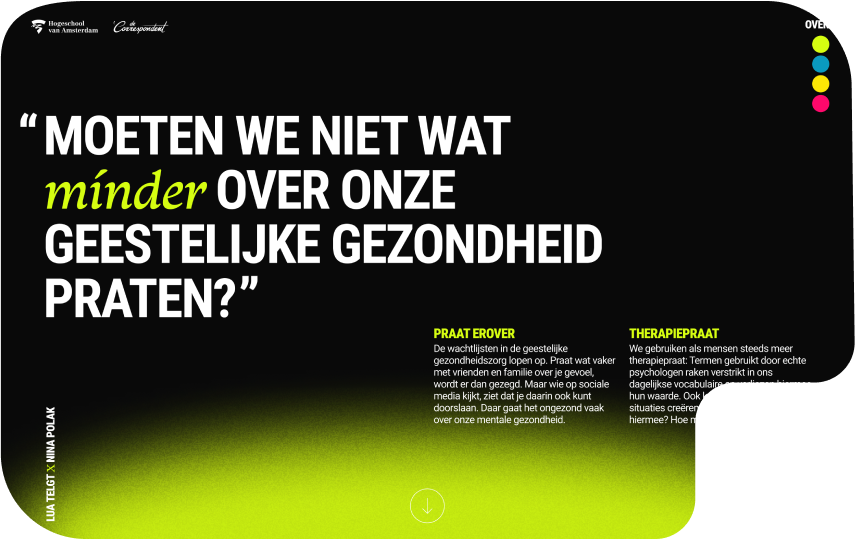 Hogeschool
van Amsterdam
de
Correspondent
OVER
“MOETEN WE NIET WAT
mínder OVER ONZE
GEESTELIJKE GEZONDHEID
PRATEN?”
PRAAT EROVER
De wachtlijsten in de geestelijke
gezondheidszorg lopen op. Praat wat vaker
met vrienden en familie over je gevoel,
wordt er dan gezegd. Maar wie op sociale
media kijkt, ziet dat je daarin ook kunt
doorslaan. Daar gaat het ongezond vaak
over onze mentale gezondheid.
THERAPIEPRAAT
We gebruiken als mensen steeds meer
therapiepraat: Termen gebruikt door echte
psychologen raken verstrikt in ons
dagelijkse vocabulaire
hun waarde. Ook
situaties creëren
hiermee? Hoe
LUA TELGT X NINA POLAK